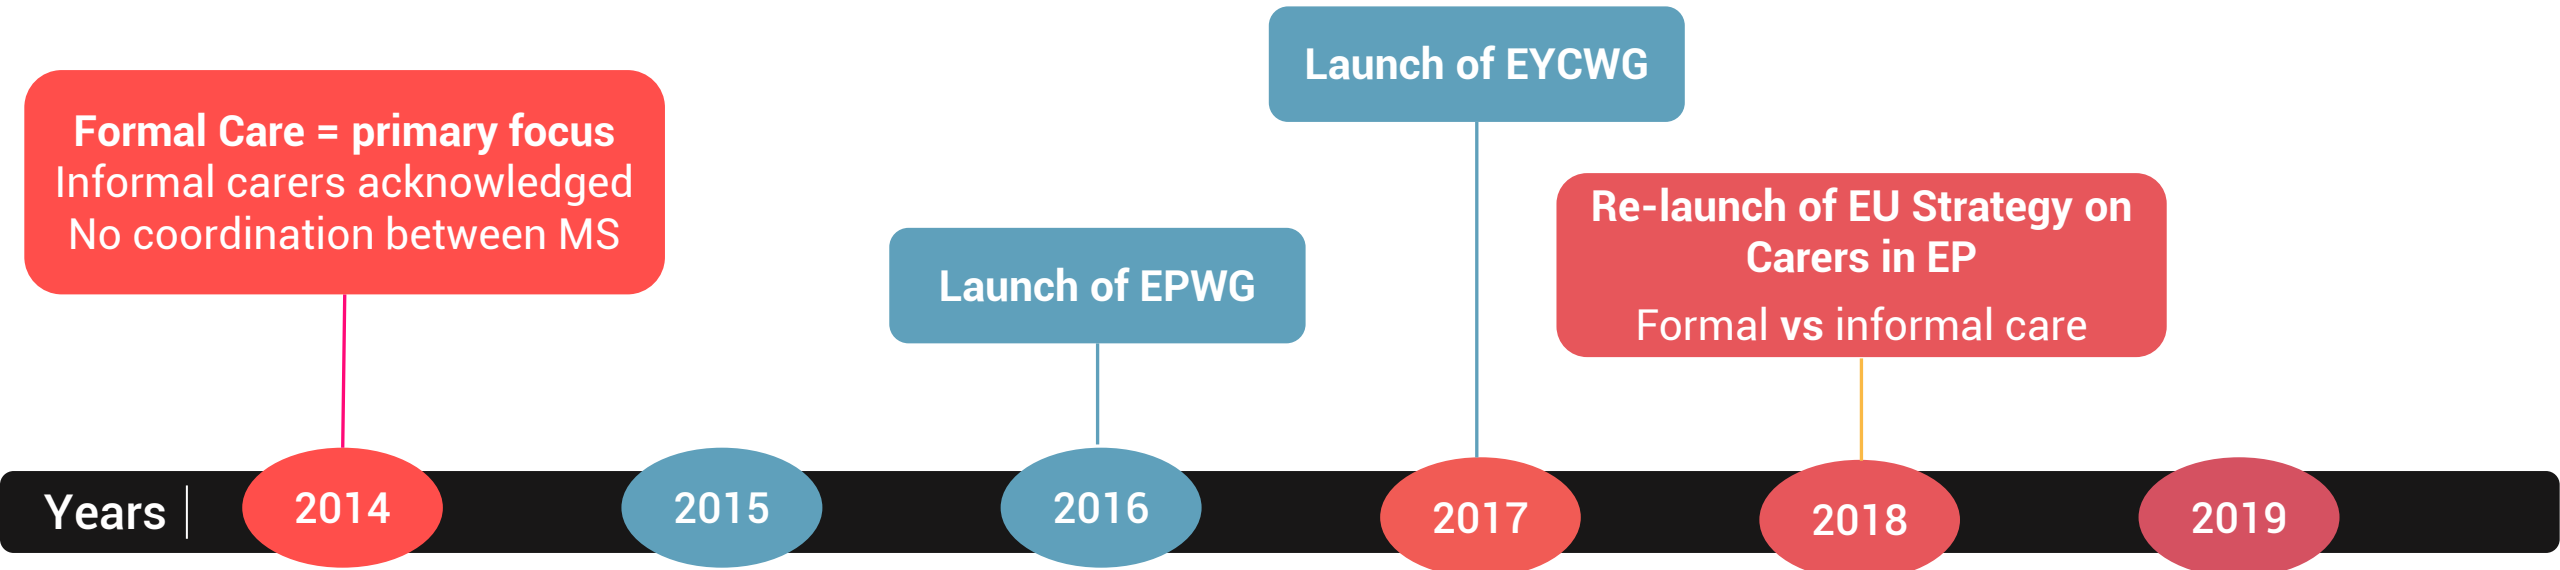 Formal Care = primary focus
Informal carers acknowledged
No coordination between MS
Launch of EPWG
Launch of EYCWG
Re-launch of EU Strategy on
Carers in EP
Formal vs informal care
Years
2014
2015
2016
2017
2018
2019